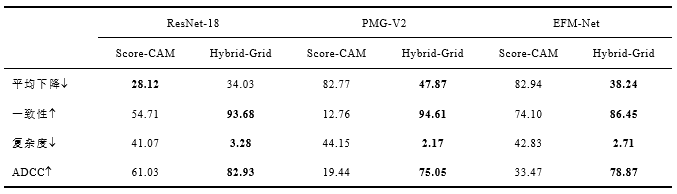 ResNet-18 PMG-V2 EFM-Net
Score-CAM Hybrid-Grid Score-CAM Hybrid-Grid Score-CAM Hybrid-Grid
平均下降↓ 28.12 34.03 82.77 47.87 82.94 38.24
一致性↑ 54.71 93.68 12.76 94.61 74.10 86.45
复杂度↓ 41.07 3.28 44.15 2.17 42.83 2.71
ADCC↑ 61.03 82.93 19.44 75.05 33.47 78.87